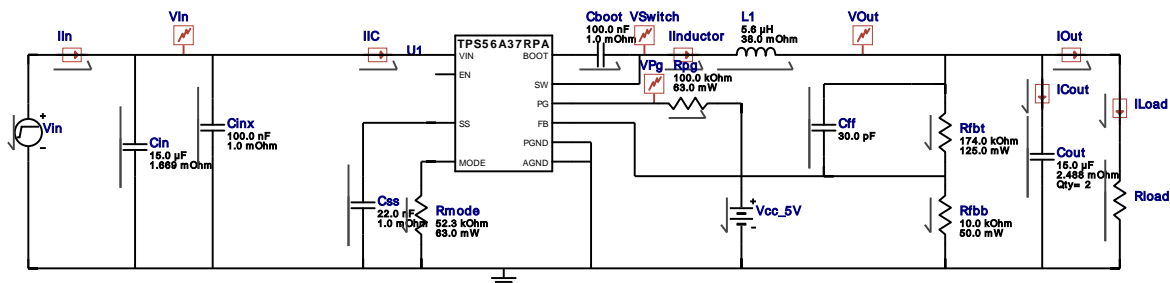 IIn
VIn
IIC
U1
TPS56A37RPA
VIN
EN
SS
MODE
BOOT
SW
PG
FB
PGND
AGND
Cboot
100.0 nF
1.0 mOhm
VSwitch
IInductor
L1
5.6 µH
38.0 mOhm
VOut
IOut
VPg
Rpg
100.0 kOhm
63.0 mW
ICout
ILoad
Vin
+
-
Cin
15.0 µF
1.669 mOhm
Cinx
100.0 nF
1.0 mOhm
Css
22.0 nF
1.0 mOhm
Rmode
52.3 kOhm
63.0 mW
Vcc_5V
+
-
Cff
30.0 pF
Rfbt
174.0 kOhm
125.0 mW
Rfbb
10.0 kOhm
50.0 mW
Cout
15.0 µF
2.488 mOhm
Qty= 2
Rload